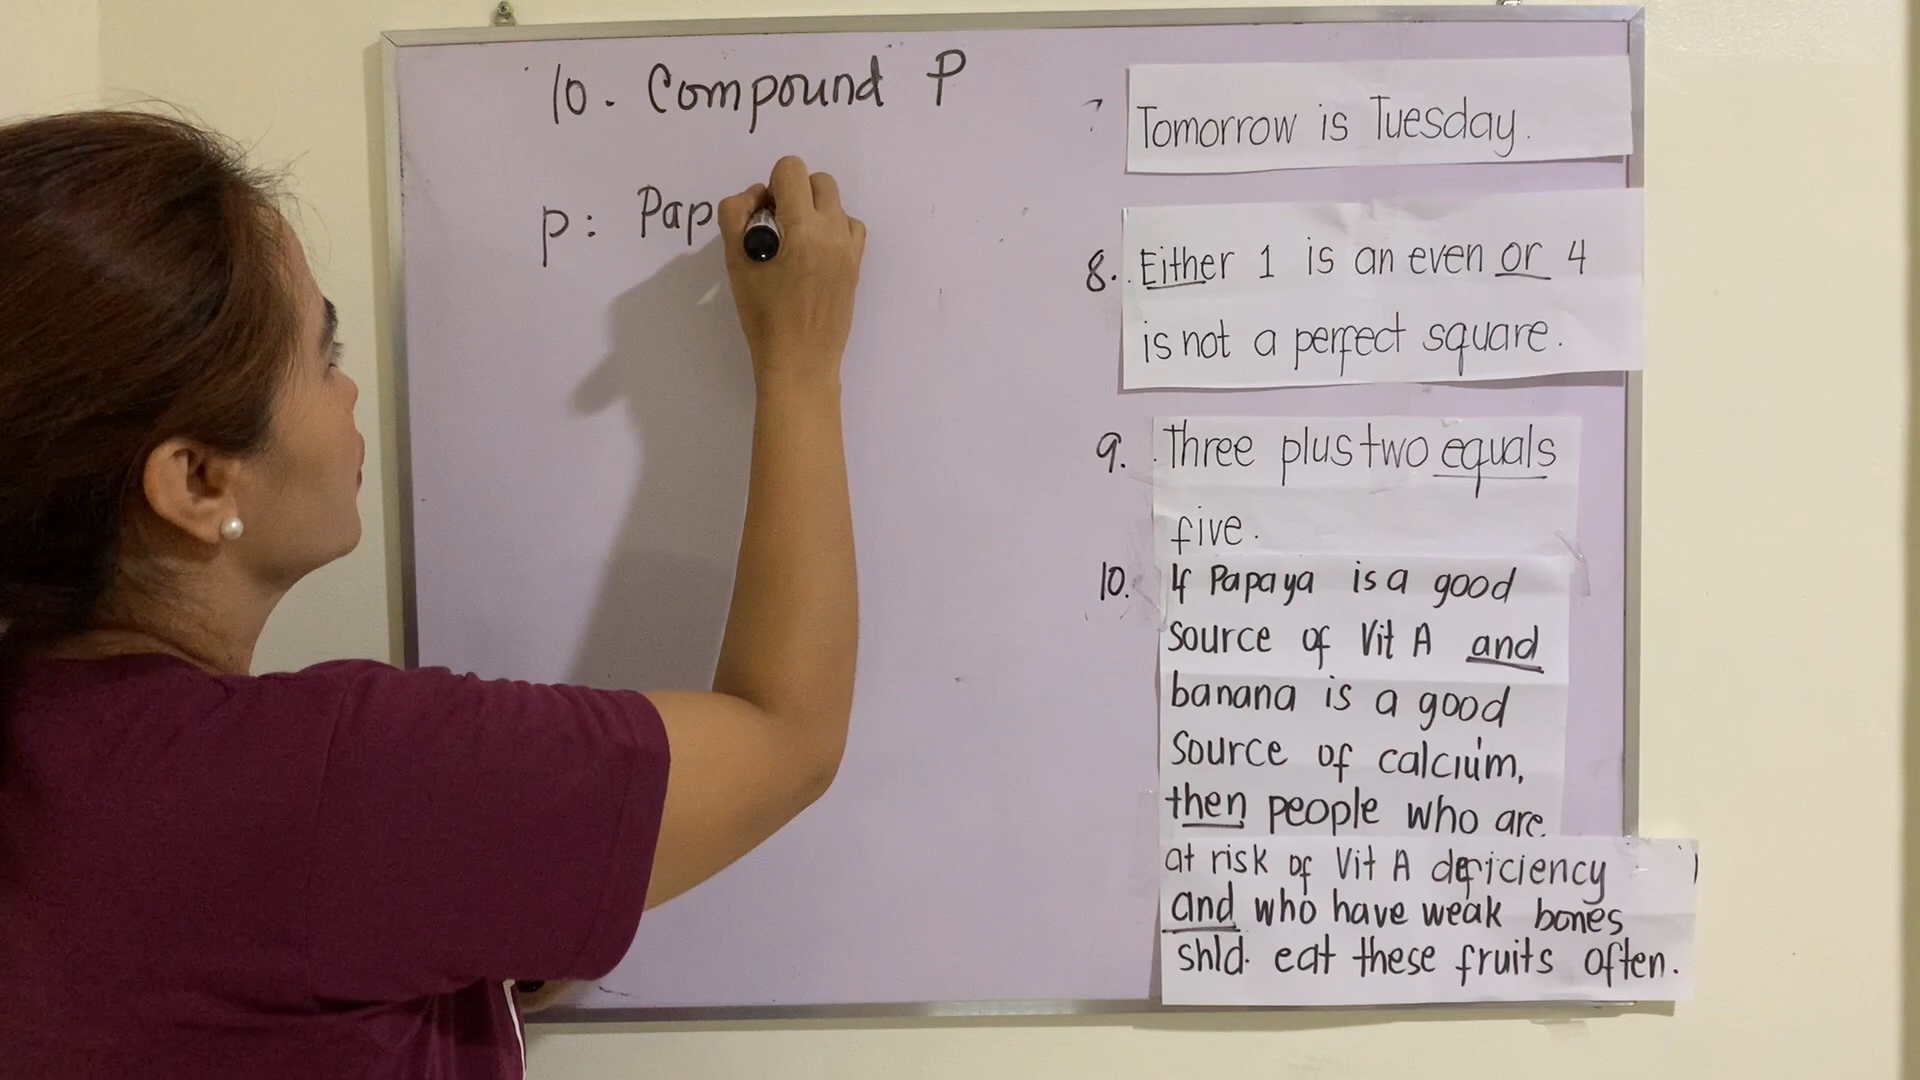 10. Compound P
p: Pap
Tomorrow is Tuesday.
8. Either 1 is an even or 4
is not a perfect square.
9. Three plus two equals
five.
10. If Papaya is a good
source of Vit A and
banana is a good
source of calcium,
then people who are
at risk of Vit A deficiency
and who have weak bones
shld. eat these fruits often.